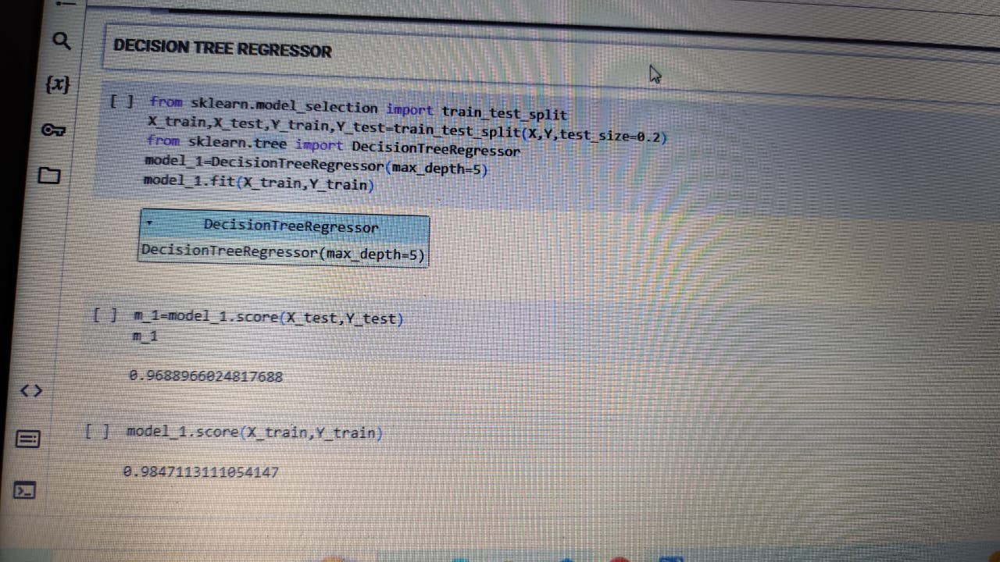 DECISION TREE REGRESSOR
{x}
[ ] from sklearn.model_selection import train_test_split
X_train,X_test,Y_train,Y_test=train_test_split(X,Y,test_size=0.2)
from sklearn.tree import DecisionTreeRegressor
model_1=DecisionTreeRegressor(max_depth=5)
model_1.fit(X_train,Y_train)
DecisionTreeRegressor
DecisionTreeRegressor(max_depth=5)
[ ] m_1=model_1.score(X_test,Y_test)
m_1
0.9688966024817688
[ ] model_1.score(X_train,Y_train)
0.9847113111054147